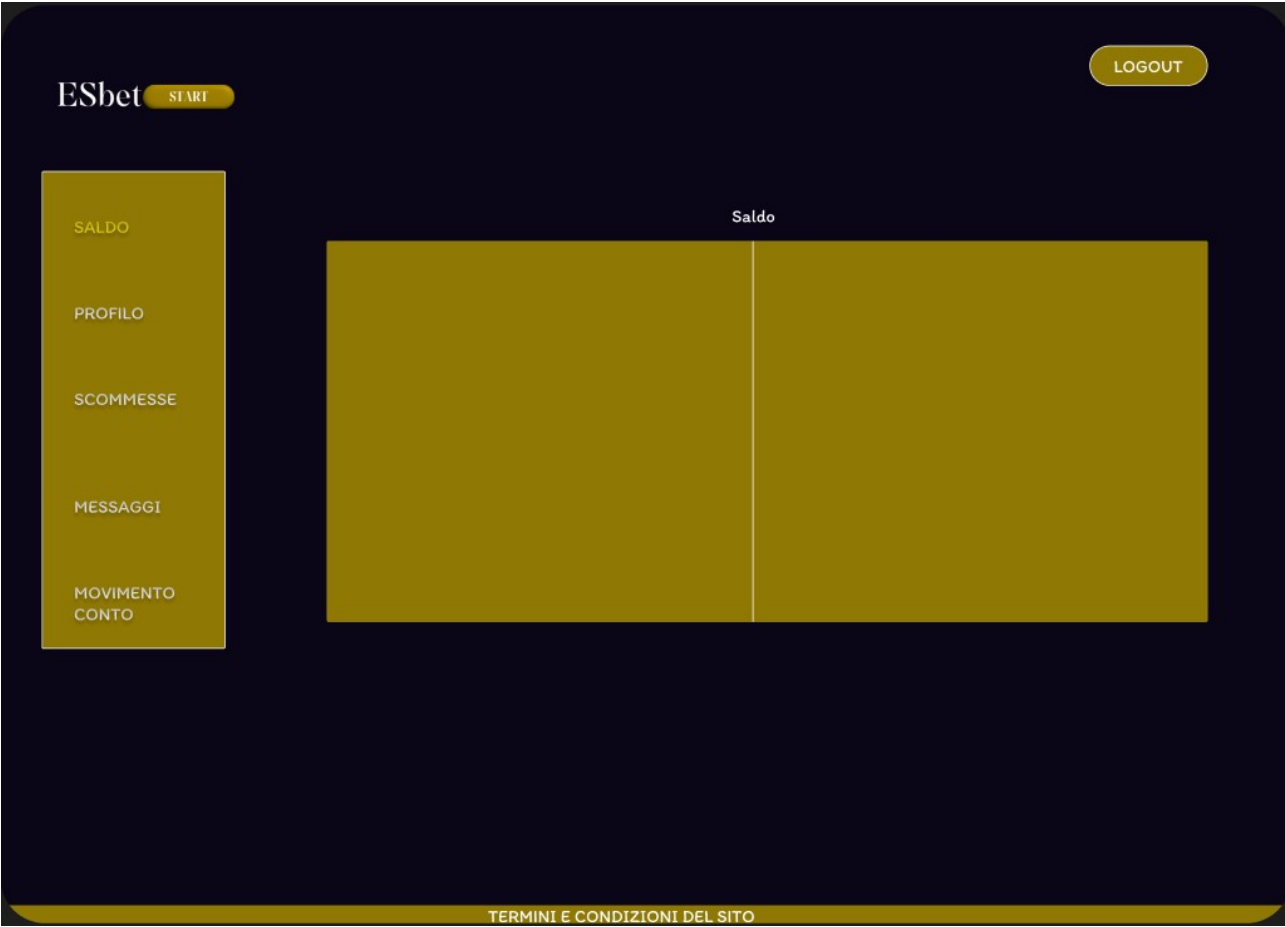 LOGOUT
ESbet START
SALDO
PROFILO
SCOMMESSE
MESSAGGI
MOVIMENTO
CONTO
Saldo
TERMINI E CONDIZIONI DEL SITO